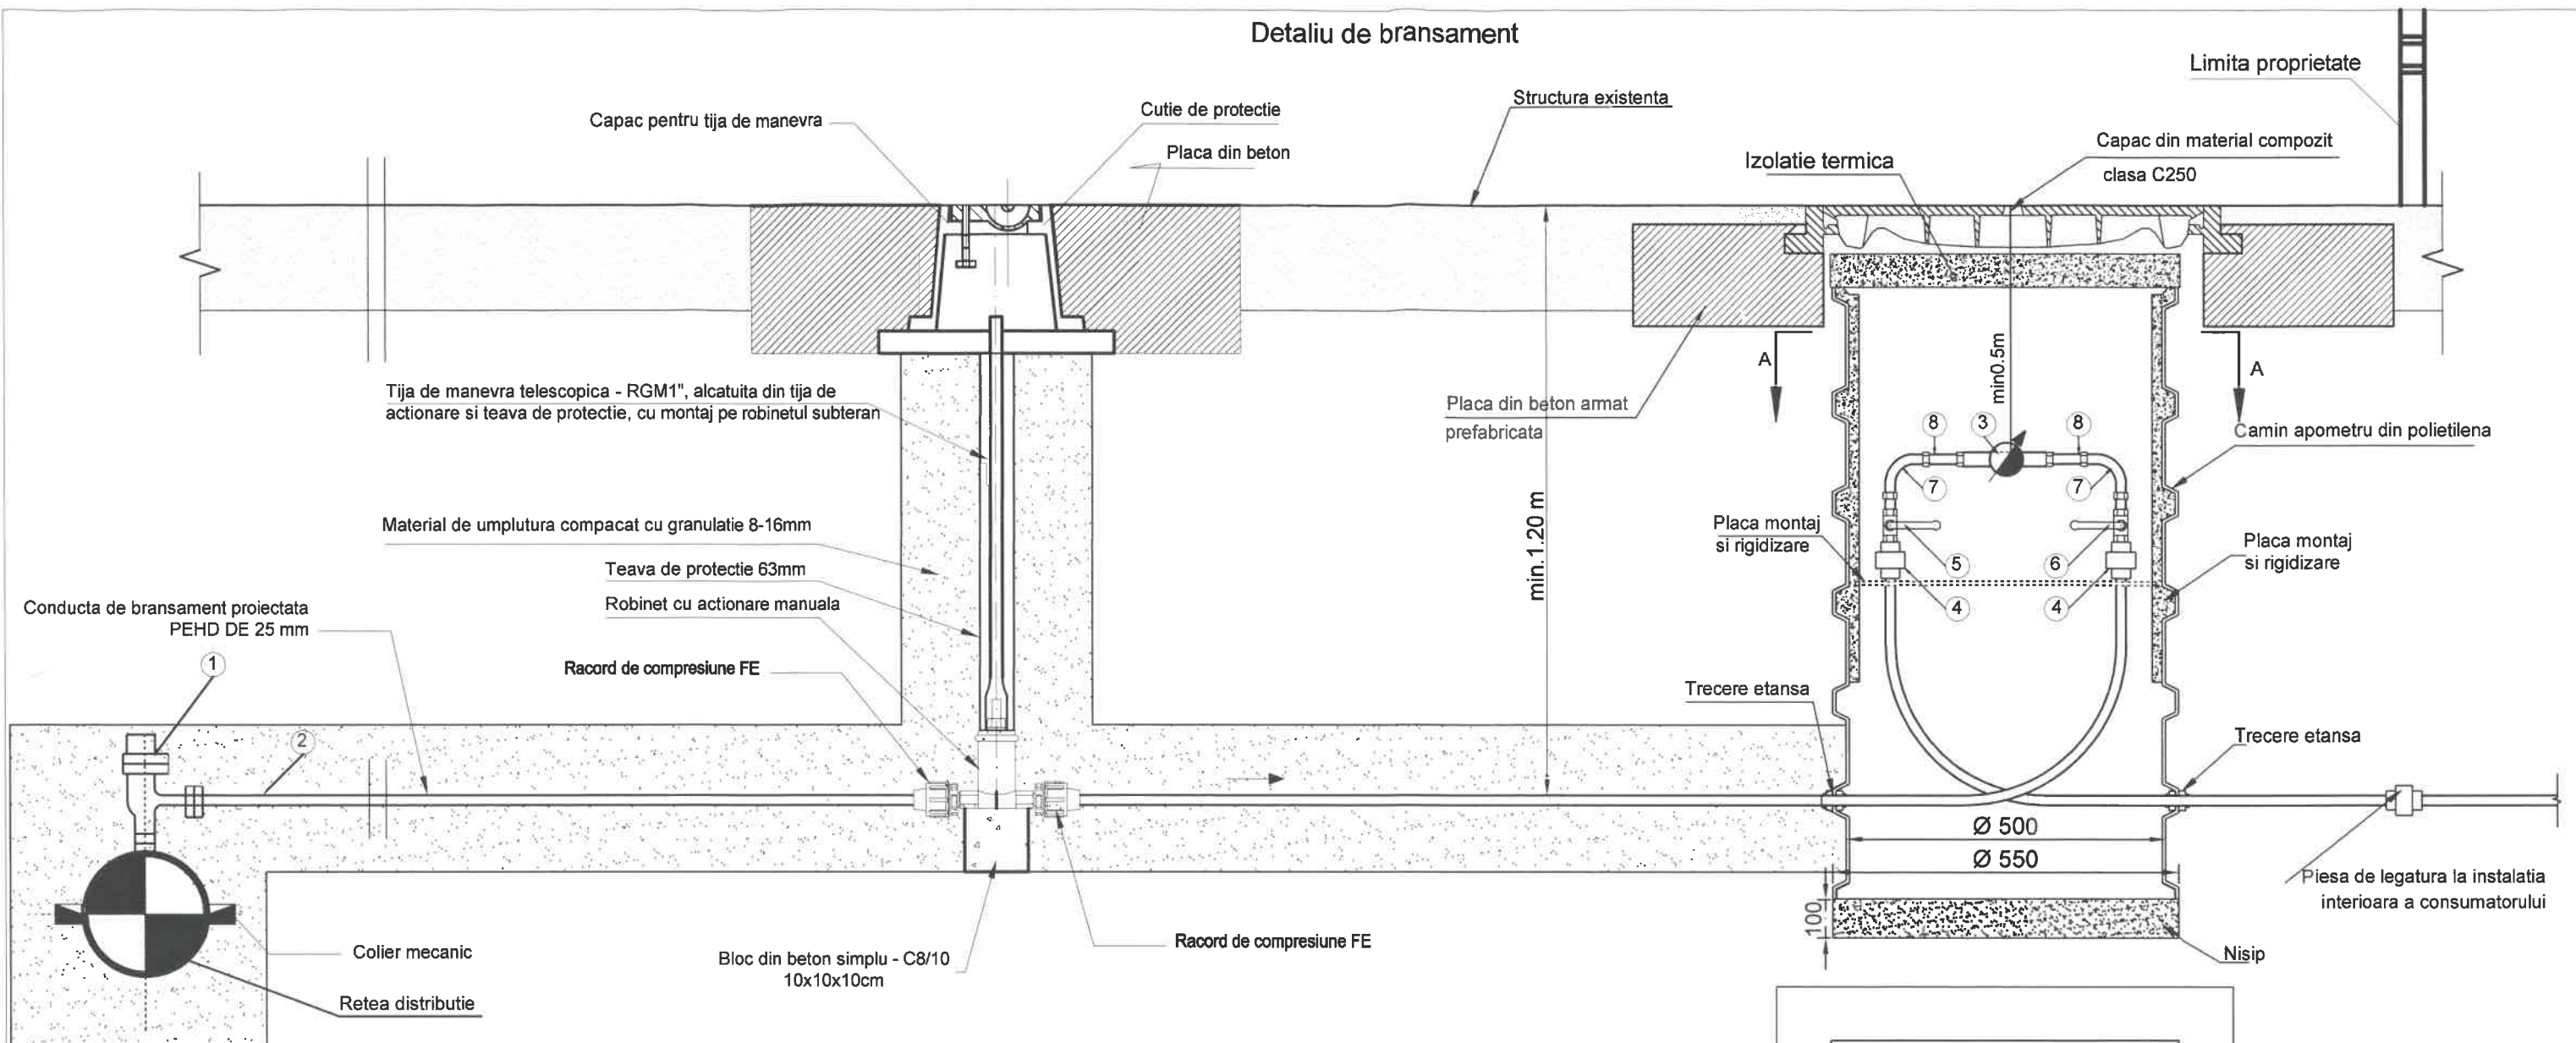 Detaliu de bransament
Limita proprietate
Structura existenta
Cutie de protectie
Capac pentru tija de manevra
Placa din beton
Izolatie termica
Capac din material compozit
clasa C250
A
A
min0.5m
Tija de manevra telescopica - RGM1", alcatuita din tija de
actionare si teava de protectie, cu montaj pe robinetul subteran
Placa din beton armat
prefabricata
8
3
8
Camin apometru din polietilena
7
7
Material de umplutura compacat cu granulatie 8-16mm
min. 1.20 m
Placa montaj
si rigidizare
Placa montaj
si rigidizare
5
6
Teava de protectie 63mm
Robinet cu actionare manuala
4
4
Conducta de bransament proiectata
PEHD DE 25 mm
1
Racord de compresiune FE
Trecere etansa
Trecere etansa
2
Ø 500
Ø 550
100
Piesa de legatura la instalatia
interioara a consumatorului
Colier mecanic
Bloc din beton simplu - C8/10
10x10x10cm
Racord de compresiune FE
Nisip
Retea distributie